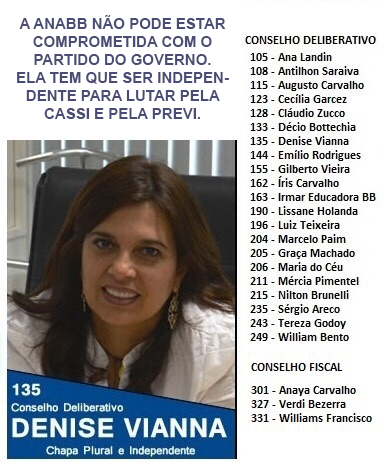 A ANABB NÃO PODE ESTAR
COMPROMETIDA COM O
PARTIDO DO GOVERNO.
ELA TEM QUE SER INDEPEN-
DENTE PARA LUTAR PELA
CASSI E PELA PREVI.
135
Conselho Deliberativo
DENISE VIANNA
Chapa Plural e Independente
CONSELHO DELIBERATIVO
105 - Ana Landin
108 - Antilhon Saraiva
115 - Augusto Carvalho
123 - Cecília Garcez
128 - Cláudio Zucco
133 - Décio Bottechia
135 - Denise Vianna
144 - Emílio Rodrigues
155 - Gilberto Vieira
162 - Íris Carvalho
163 - Irmar Educadora BB
190 - Lissane Holanda
196 - Luiz Teixeira
204 - Marcelo Paim
205 - Graça Machado
206 - Maria do Céu
211 - Mércia Pimentel
215 - Nilton Brunelli
235 - Sérgio Areco
243 - Tereza Godoy
249 - William Bento
CONSELHO FISCAL
301 - Anaya Carvalho
327 - Verdi Bezerra
331 - Williams Francisco